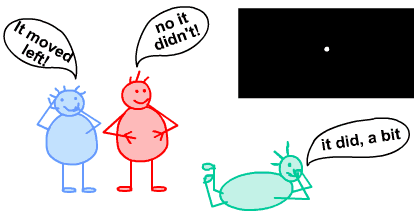 It moved
left!
no it
didn't!
it did, a bit